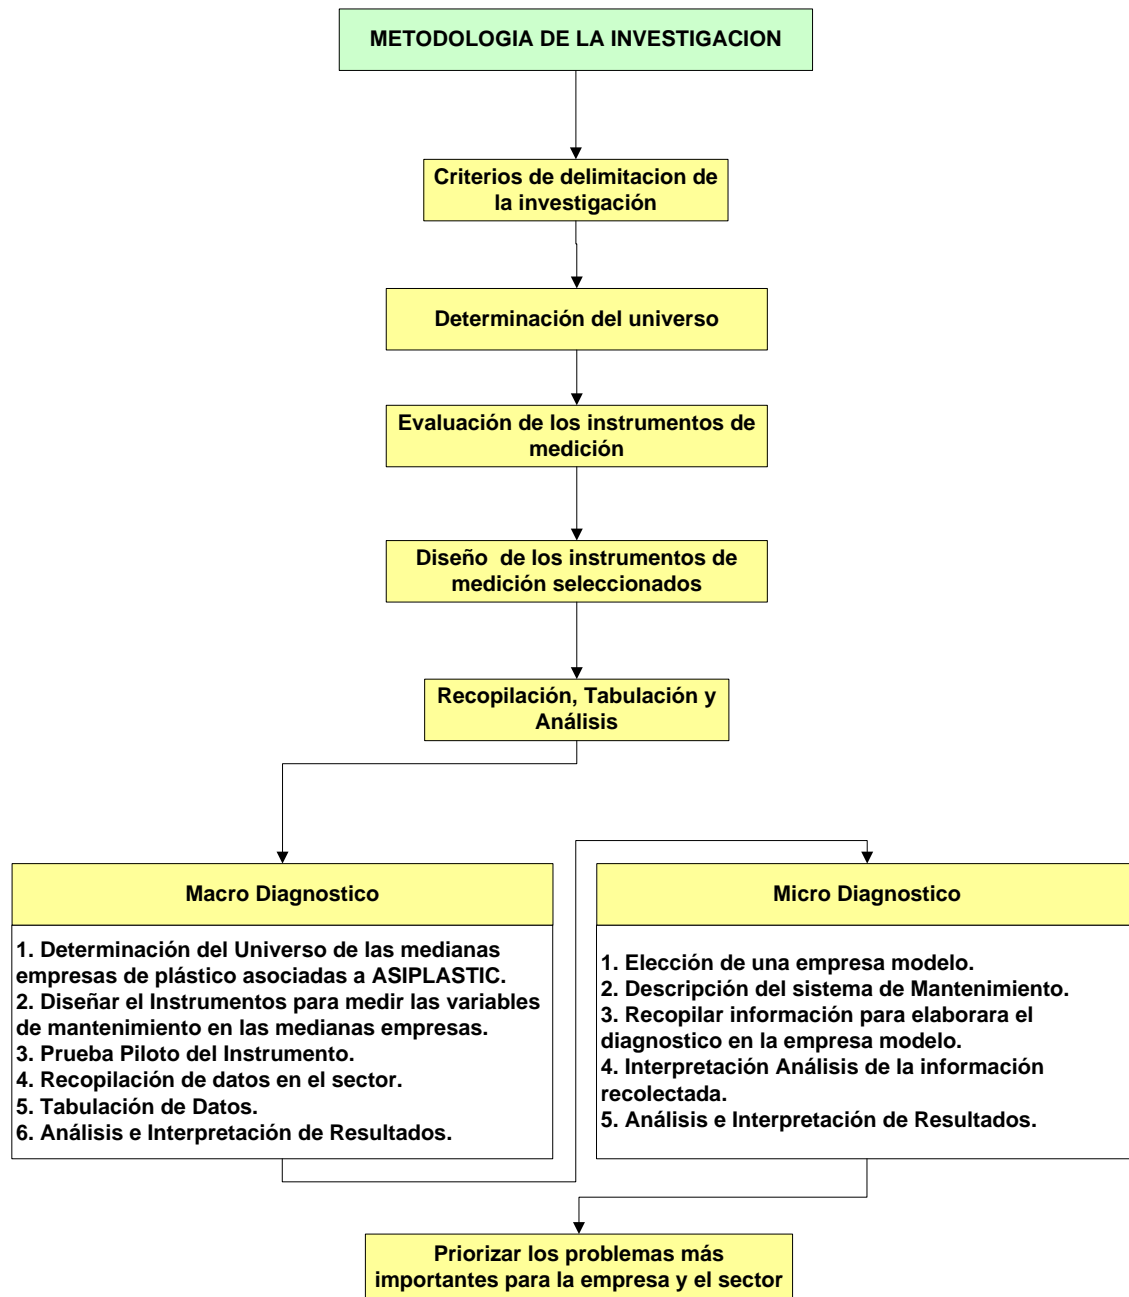 METODOLOGIA DE LA INVESTIGACION
Criterios de delimitacion de
la investigación
Determinación del universo
Evaluación de los instrumentos de
medición
Diseño  de los instrumentos de
medición seleccionados
Recopilación, Tabulación y
Análisis
Macro Diagnostico
1. Determinación del Universo de las medianas
empresas de plástico asociadas a ASIPLASTIC.
2. Diseñar el Instrumentos para medir las variables
de mantenimiento en las medianas empresas.
3. Prueba Piloto del Instrumento.
4. Recopilación de datos en el sector.
5. Tabulación de Datos.
6. Análisis e Interpretación de Resultados.
Micro Diagnostico
1. Elección de una empresa modelo.
2. Descripción del sistema de Mantenimiento.
3. Recopilar información para elaborara el
diagnostico en la empresa modelo.
4. Interpretación Análisis de la información
recolectada.
5. Análisis e Interpretación de Resultados.
Priorizar los problemas más
importantes para la empresa y el sector